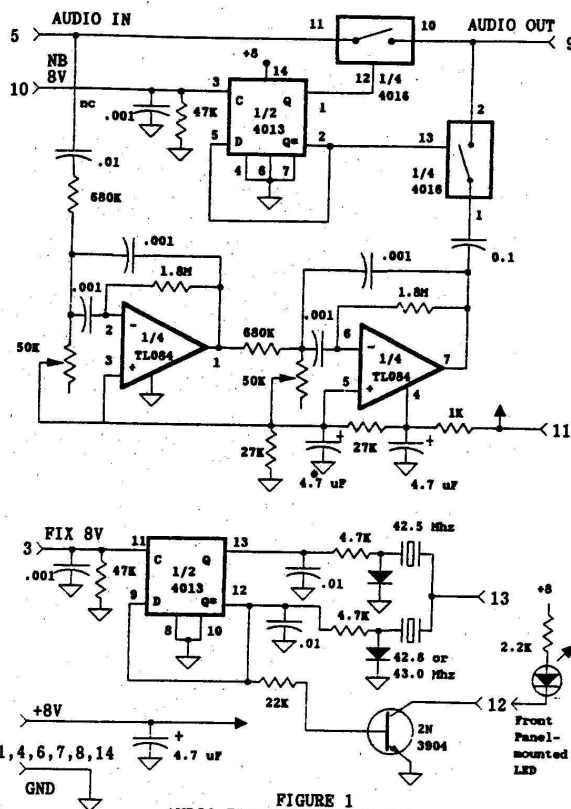 AUDIO IN
AUDIO OUT
5
11
10
9
NB
8V
+8
10
3
14
12
1/4
4016
C
Q
1
.001
47K
1/2
4013
2
nc
5
D
Q*
2
13
1/4
4016
4
6
7
.01
680K
1
.001
.001
0.1
1.8M
1.8M
.001
.001
2
680K
6
1/4
TL084
1/4
TL084
50K
3
1
50K
5
7
4
1K
11
27K
27K
4.7 uF
4.7 uF
+
+
42.5 Mhz
FIX 8V
3
11
13
4.7K
C
Q
.001
47K
1/2
4013
12
.01
9
D
Q*
4.7K
13
+8
8
10
.01
2.2K
42.8 or
43.0 Mhz
22K
12
+8V
2N
3904
Front
Panel-
mounted
LED
+
4.7 uF
1,4,6,7,8,14
GND
FIGURE 1